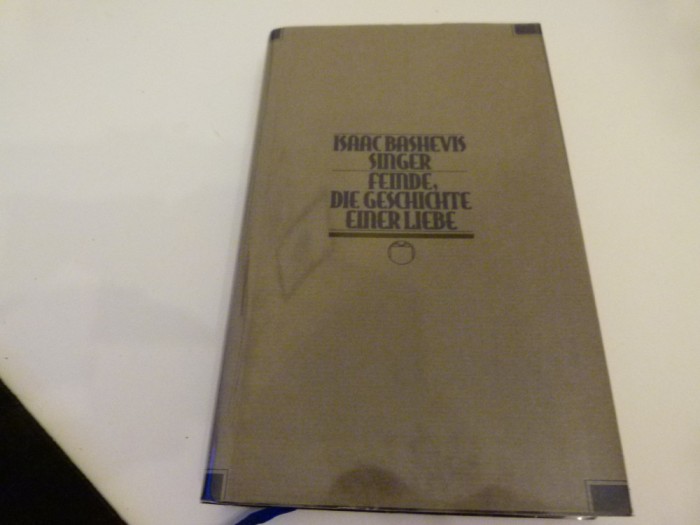 ISAAC BASHEVIS
SINGER
FEINDE,
DIE GESCHICHTE
EINER LIEBE